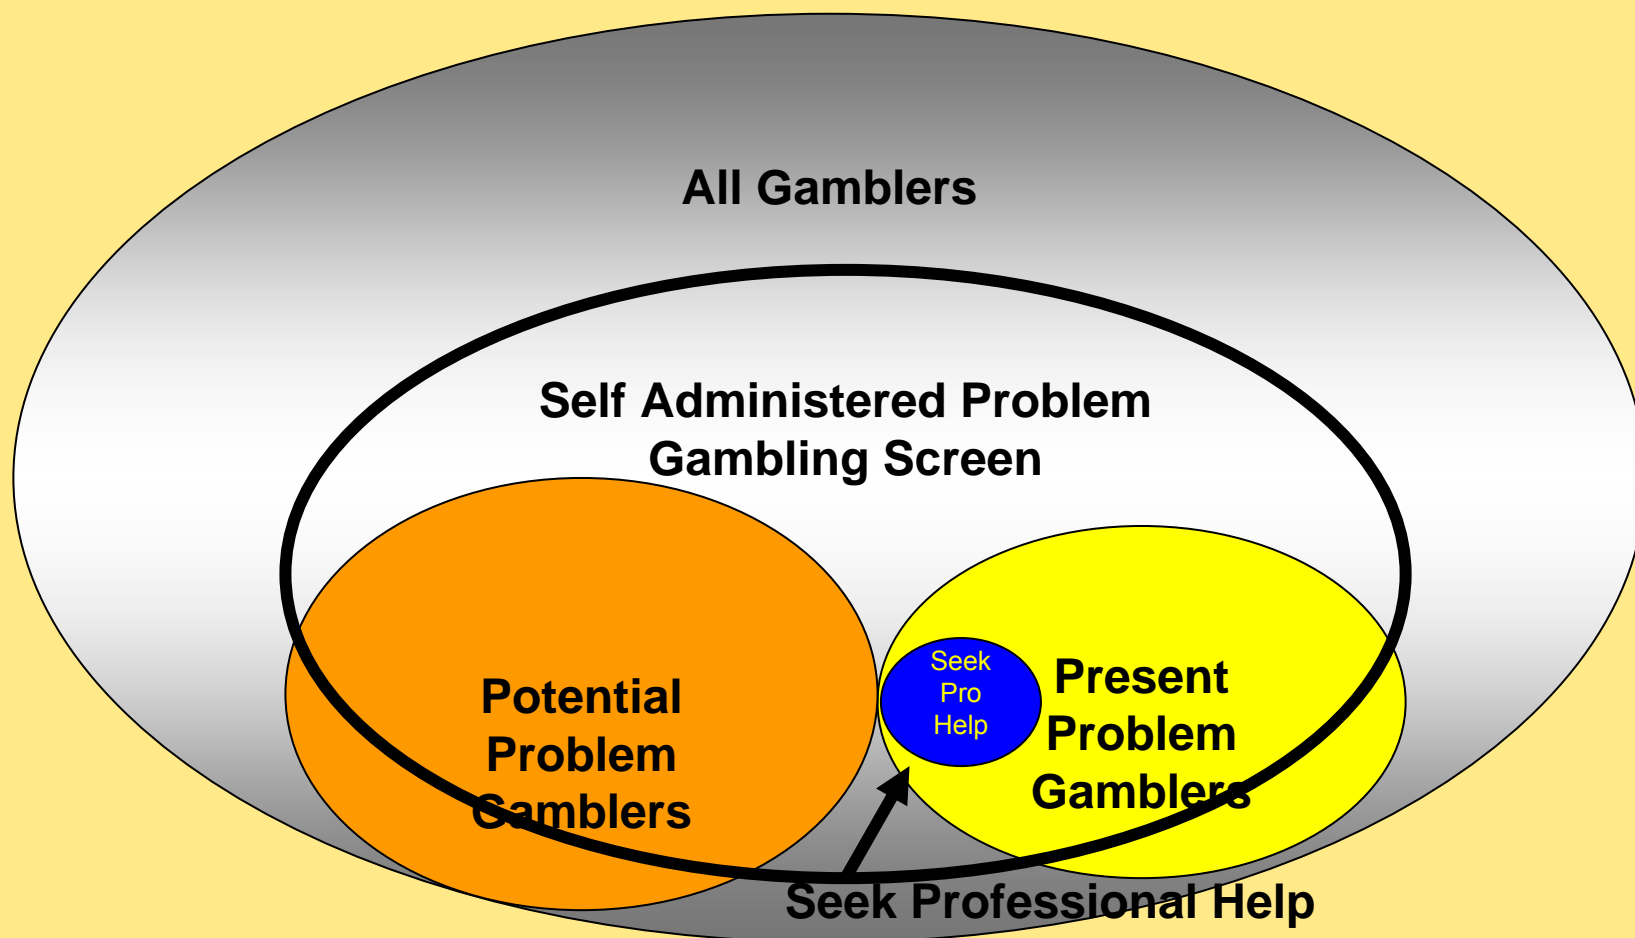 All Gamblers
Self Administered Problem
Gambling Screen
Potential
Problem
Gamblers
Seek
Pro
Help
Present
Problem
Gamblers
Seek Professional Help